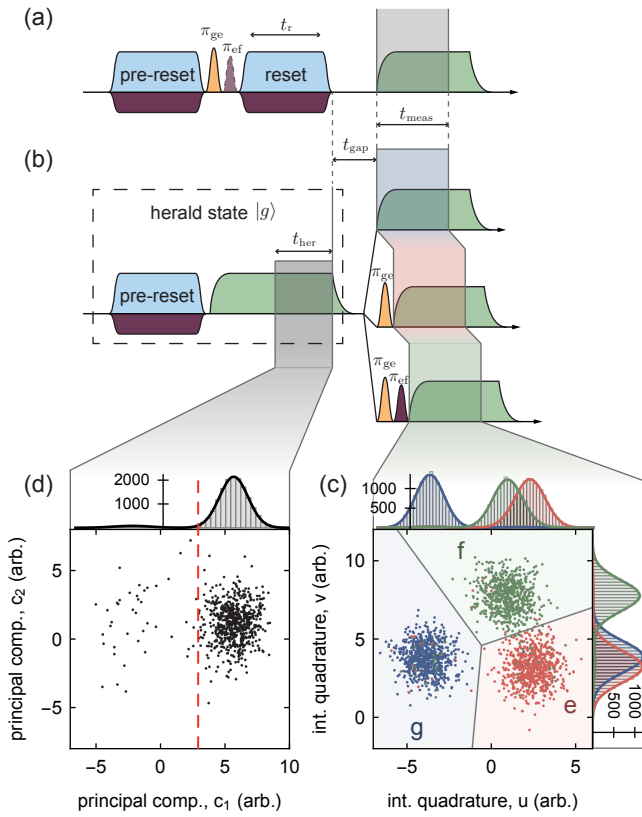 (a)
π_ge
π_ef
t_r
pre-reset
reset
t_meas
t_gap
(b)
herald state |g⟩
t_her
pre-reset
π_ge
π_ge
π_ef
(d)
2000
1000
(c)
1000
500
principal comp., c₂ (arb.)
5
0
−5
−5
0
5
10
principal comp., c₁ (arb.)
int. quadrature, v (arb.)
10
5
0
f
g
e
−5
0
5
int. quadrature, u (arb.)
500
1000